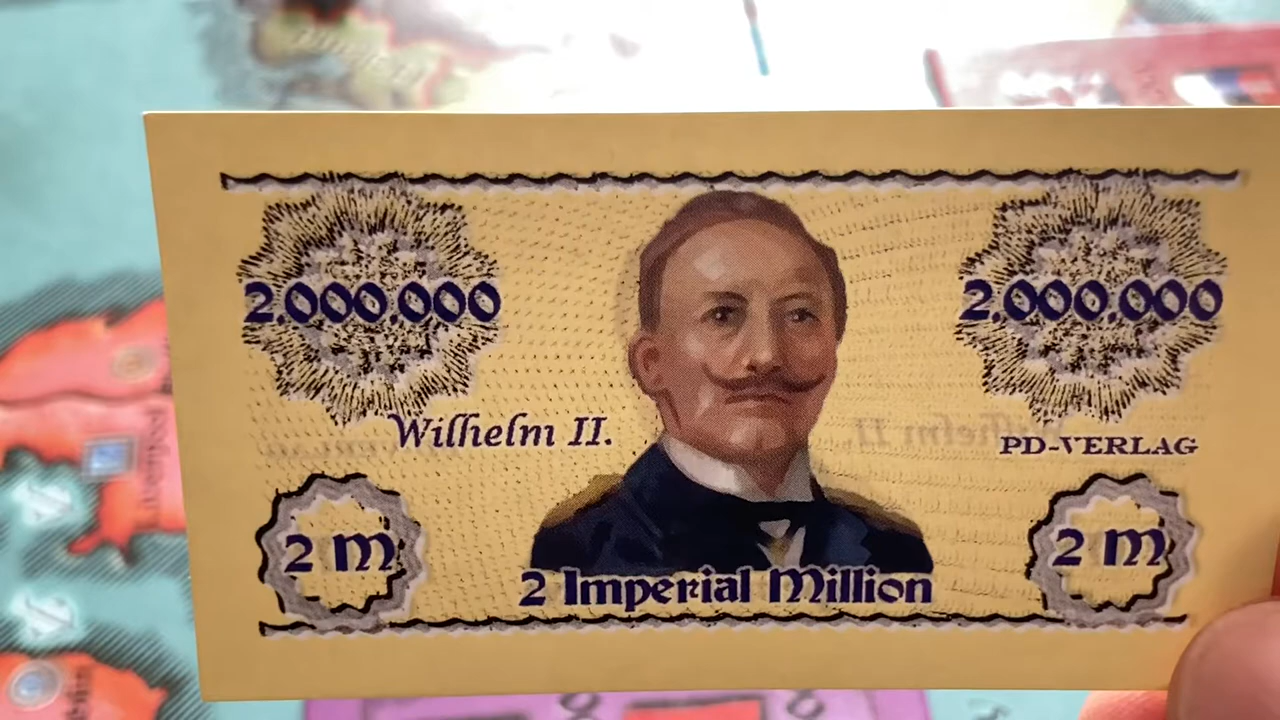 2.000.000
2.000.000
Wilhelm II.
PD-VERLAG
2 m
2 m
2 Imperial Million